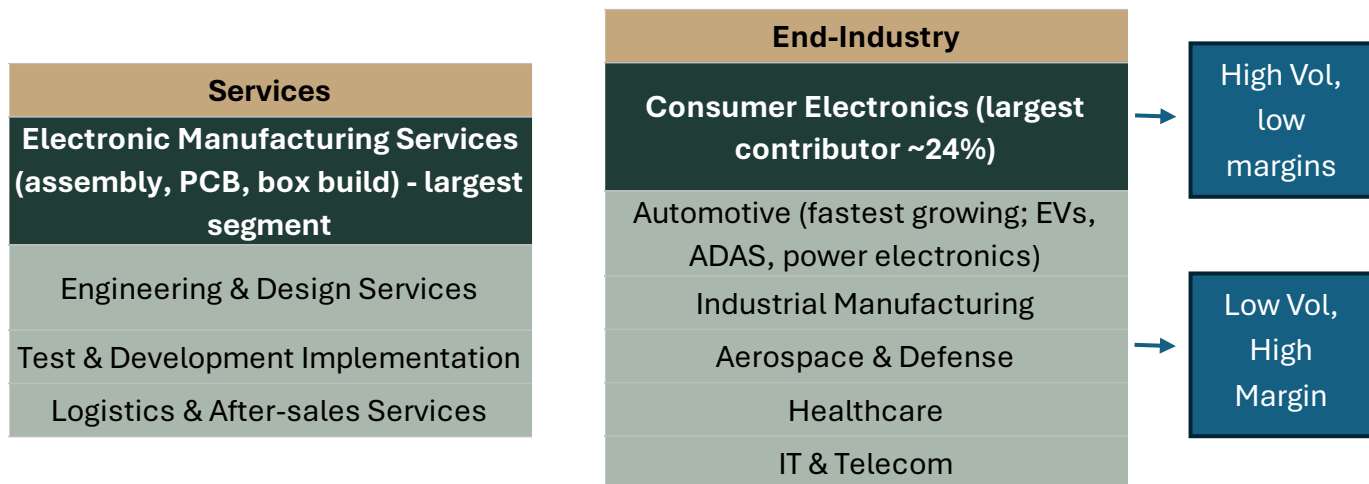 Services
Electronic Manufacturing Services
(assembly, PCB, box build) - largest
segment
Engineering & Design Services
Test & Development Implementation
Logistics & After-sales Services
End-Industry
Consumer Electronics (largest
contributor ~24%)
Automotive (fastest growing; EVs,
ADAS, power electronics)
Industrial Manufacturing
Aerospace & Defense
Healthcare
IT & Telecom
High Vol,
low
margins
Low Vol,
High
Margin